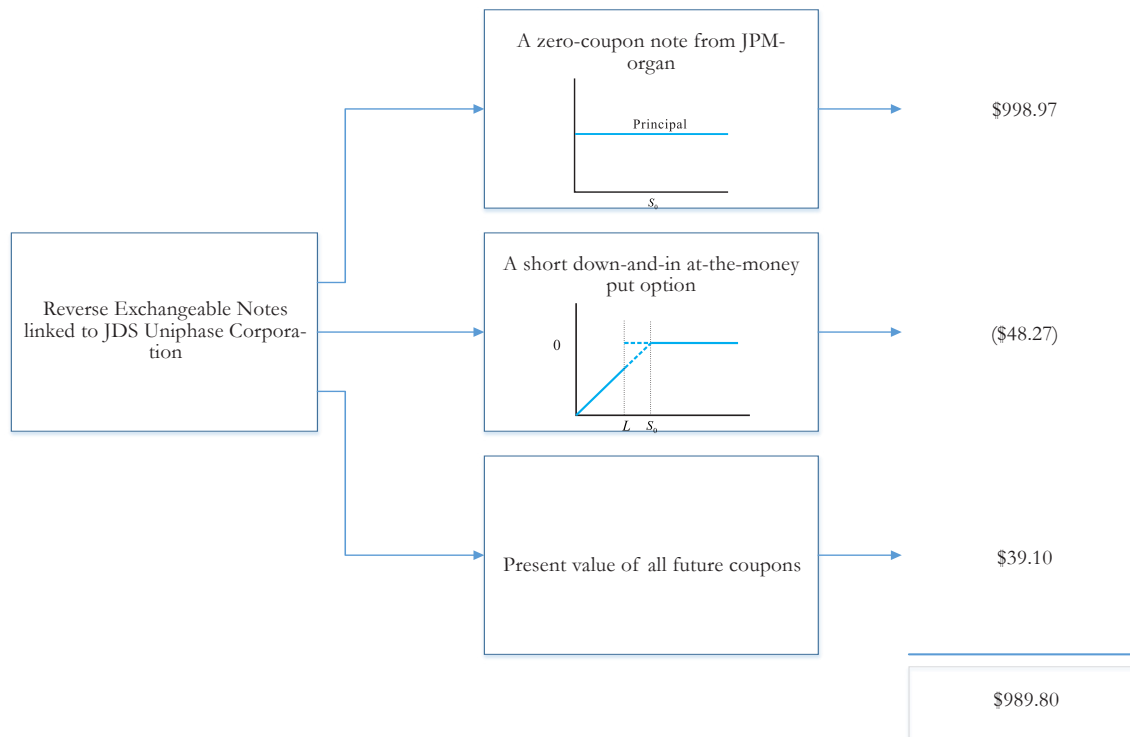 A zero-coupon note from JPM-
organ
Principal
S₀
$998.97
Reverse Exchangeable Notes
linked to JDS Uniphase Corpora-
tion
A short down-and-in at-the-money
put option
0
L S₀
($48.27)
Present value of all future coupons
$39.10
$989.80